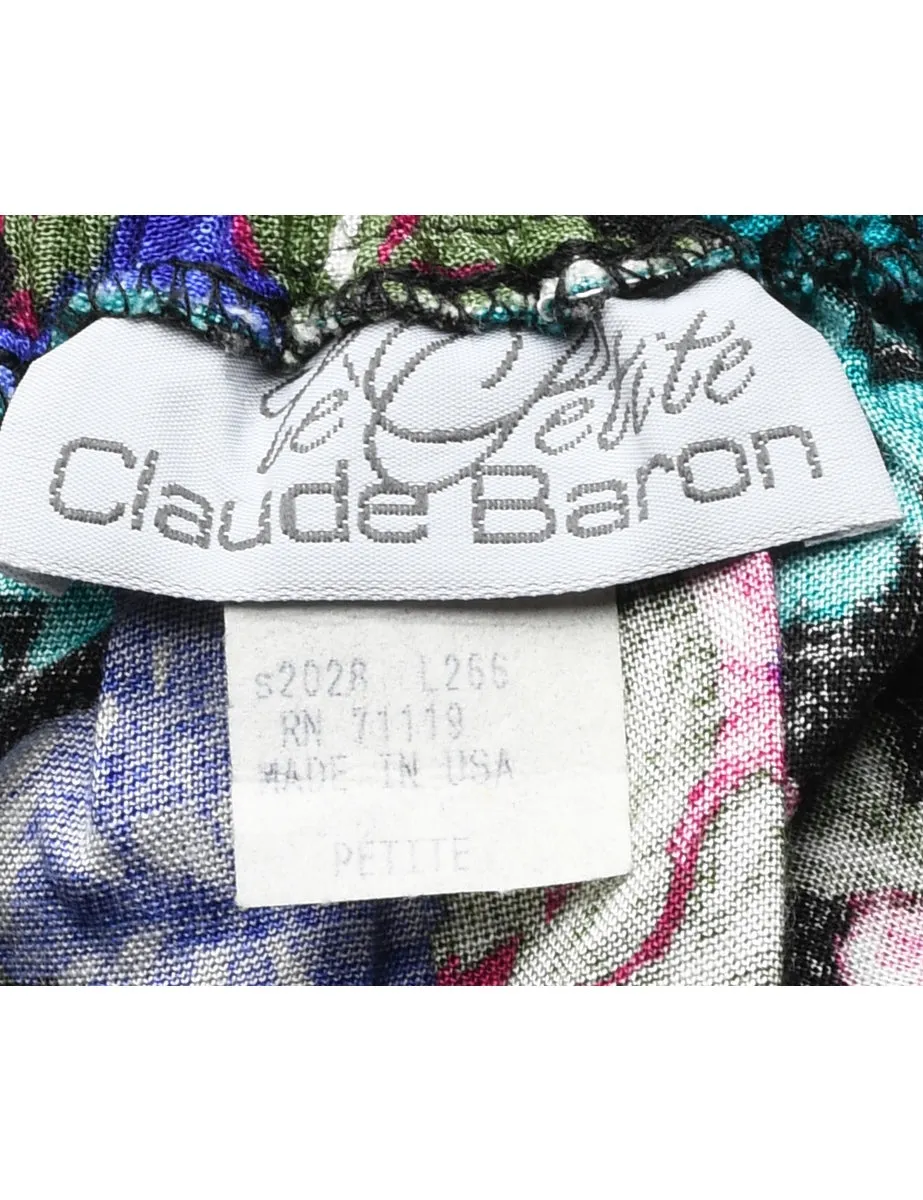 le Petite
Claude Baron
s2028 L266
RN 71119
MADE IN USA
PETITE